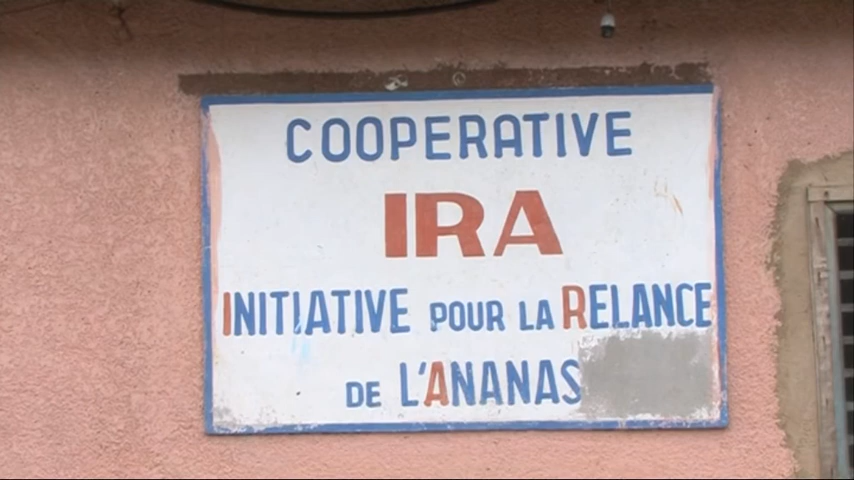 COOPERATIVE
IRA
INITIATIVE POUR LA RELANCE
DE L'ANANAS